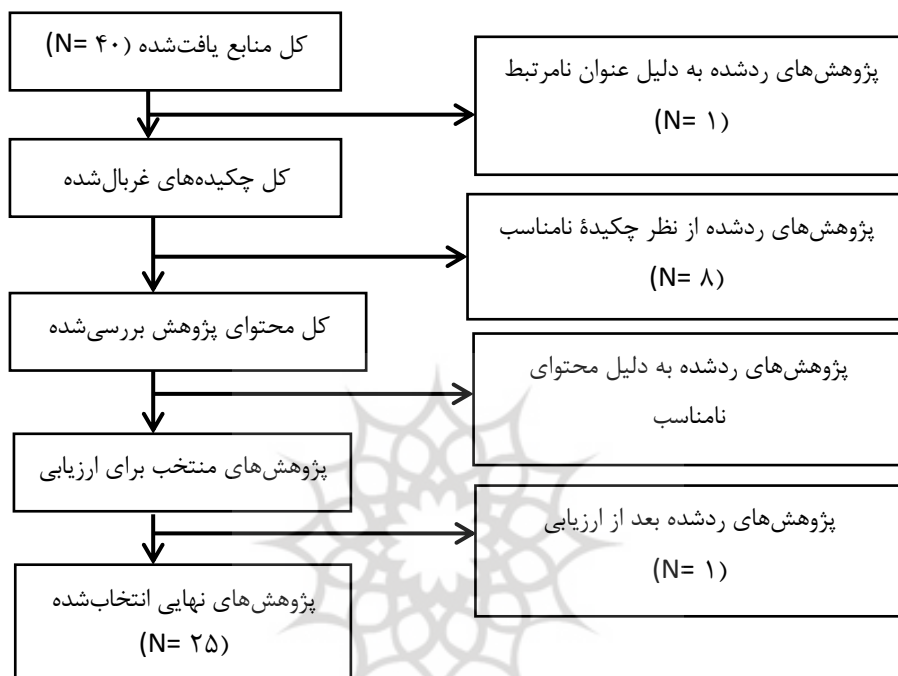 کل منابع یافت‌شده (N= ۴۰)
پژوهش‌های ردشده به دلیل عنوان نامرتبط
(N= ۱)
کل چکیده‌های غربال‌شده
پژوهش‌های ردشده از نظر چکیدۀ نامناسب
(N= ۸)
کل محتوای پژوهش بررسی‌شده
پژوهش‌های ردشده به دلیل محتوای
نامناسب
پژوهش‌های منتخب برای ارزیابی
پژوهش‌های ردشده بعد از ارزیابی
(N= ۱)
پژوهش‌های نهایی انتخاب‌شده
(N= ۲۵)